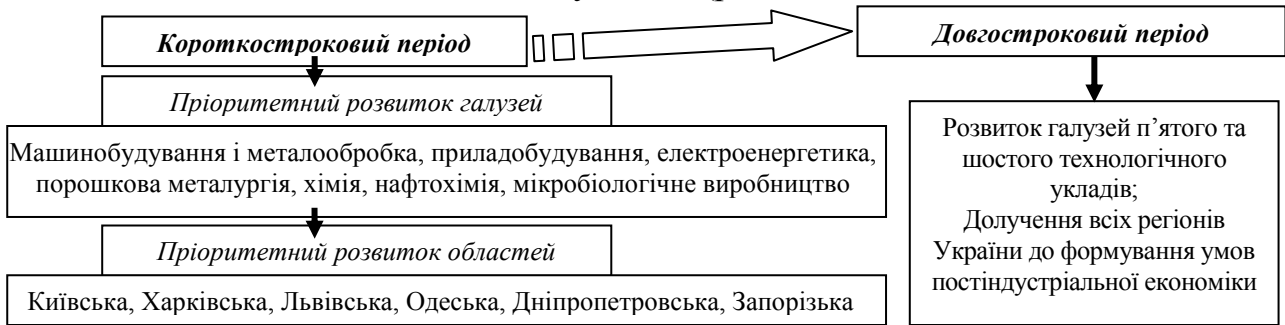 Короткостроковий період
Пріоритетний розвиток галузей
Машинобудування і металообробка, приладобудування, електроенергетика,
порошкова металургія, хімія, нафтохімія, мікробіологічне виробництво
Пріоритетний розвиток областей
Київська, Харківська, Львівська, Одеська, Дніпропетровська, Запорізька
Довгостроковий період
Розвиток галузей п’ятого та
шостого технологічного
укладів;
Долучення всіх регіонів
України до формування умов
постіндустріальної економіки